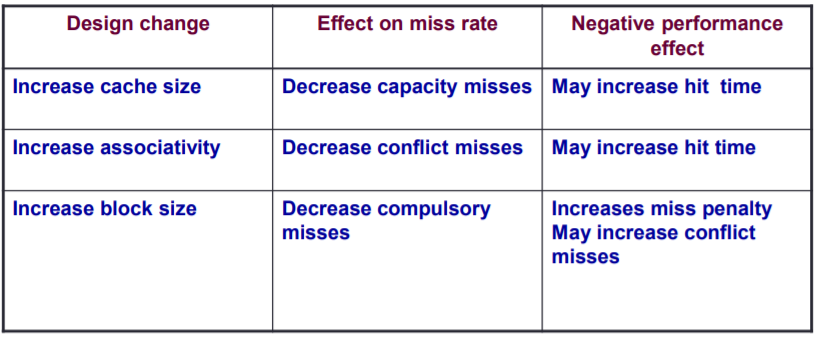 Design change
Effect on miss rate
Negative performance
effect
Increase cache size
Decrease capacity misses
May increase hit time
Increase associativity
Decrease conflict misses
May increase hit time
Increase block size
Decrease compulsory
misses
Increases miss penalty
May increase conflict
misses